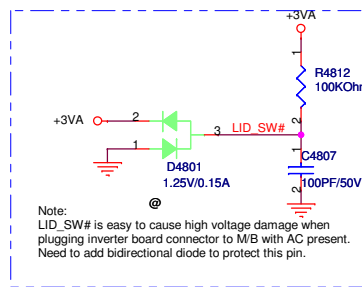 +3VA
1
R4812
100KOhm
2
+3VA
2
3
LID_SW#
1
D4801
1.25V/0.15A
1
C4807
100PF/50V
2
@
Note:
LID_SW# is easy to cause high voltage damage when
plugging inverter board connector to M/B with AC present.
Need to add bidirectional diode to protect this pin.